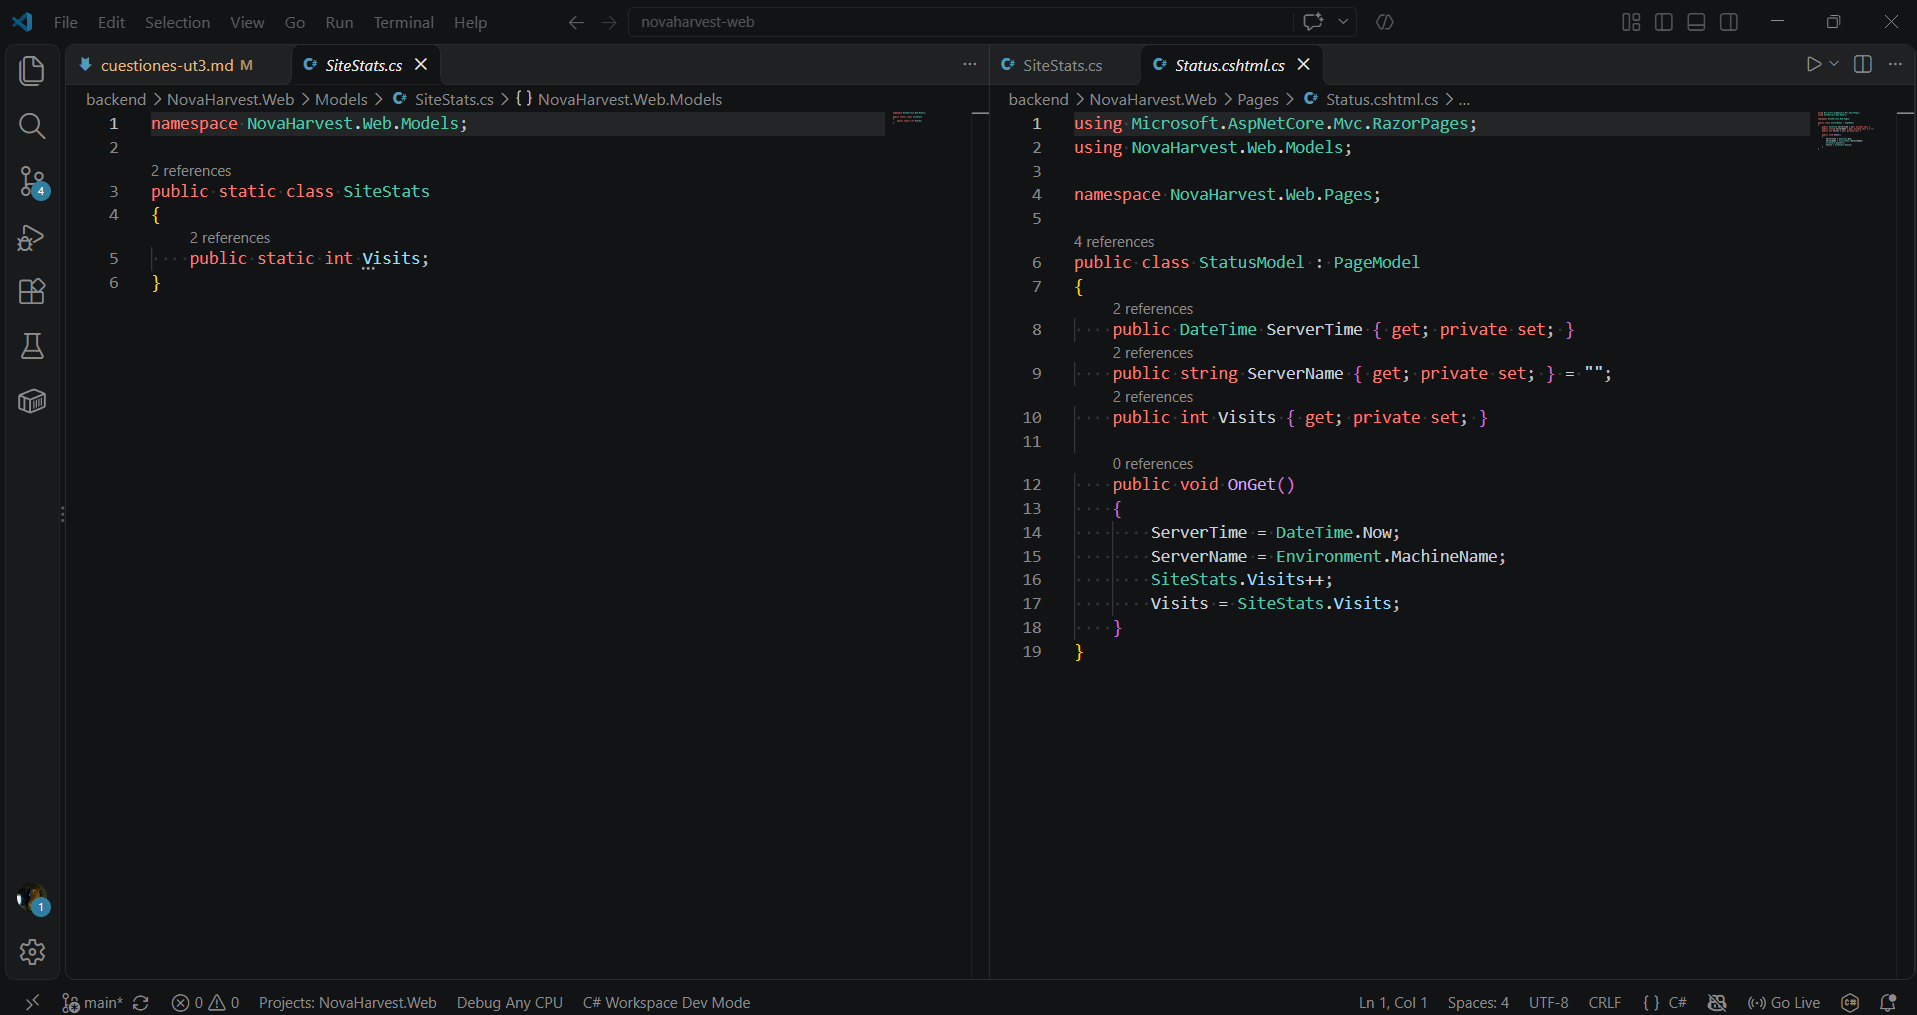 File Edit Selection View Go Run Terminal Help
novaharvest-web
cuestiones-ut3.md M
SiteStats.cs
backend > NovaHarvest.Web > Models > SiteStats.cs > {} NovaHarvest.Web.Models
1 namespace NovaHarvest.Web.Models;
2
2 references
3 public static class SiteStats
4 {
2 references
5 public static int Visits;
6 }
SiteStats.cs
Status.cshtml.cs
backend > NovaHarvest.Web > Pages > Status.cshtml.cs > ...
1 using Microsoft.AspNetCore.Mvc.RazorPages;
2 using NovaHarvest.Web.Models;
3
4 namespace NovaHarvest.Web.Pages;
5
4 references
6 public class StatusModel : PageModel
7 {
2 references
8 public DateTime ServerTime { get; private set; }
2 references
9 public string ServerName { get; private set; } = "";
2 references
10 public int Visits { get; private set; }
11
0 references
12 public void OnGet()
13 {
14 ServerTime = DateTime.Now;
15 ServerName = Environment.MachineName;
16 SiteStats.Visits++;
17 Visits = SiteStats.Visits;
18 }
19 }
4
1
main* 0 0 Projects: NovaHarvest.Web Debug Any CPU C# Workspace Dev Mode
Ln 1, Col 1 Spaces: 4 UTF-8 CRLF {} C# Go Live